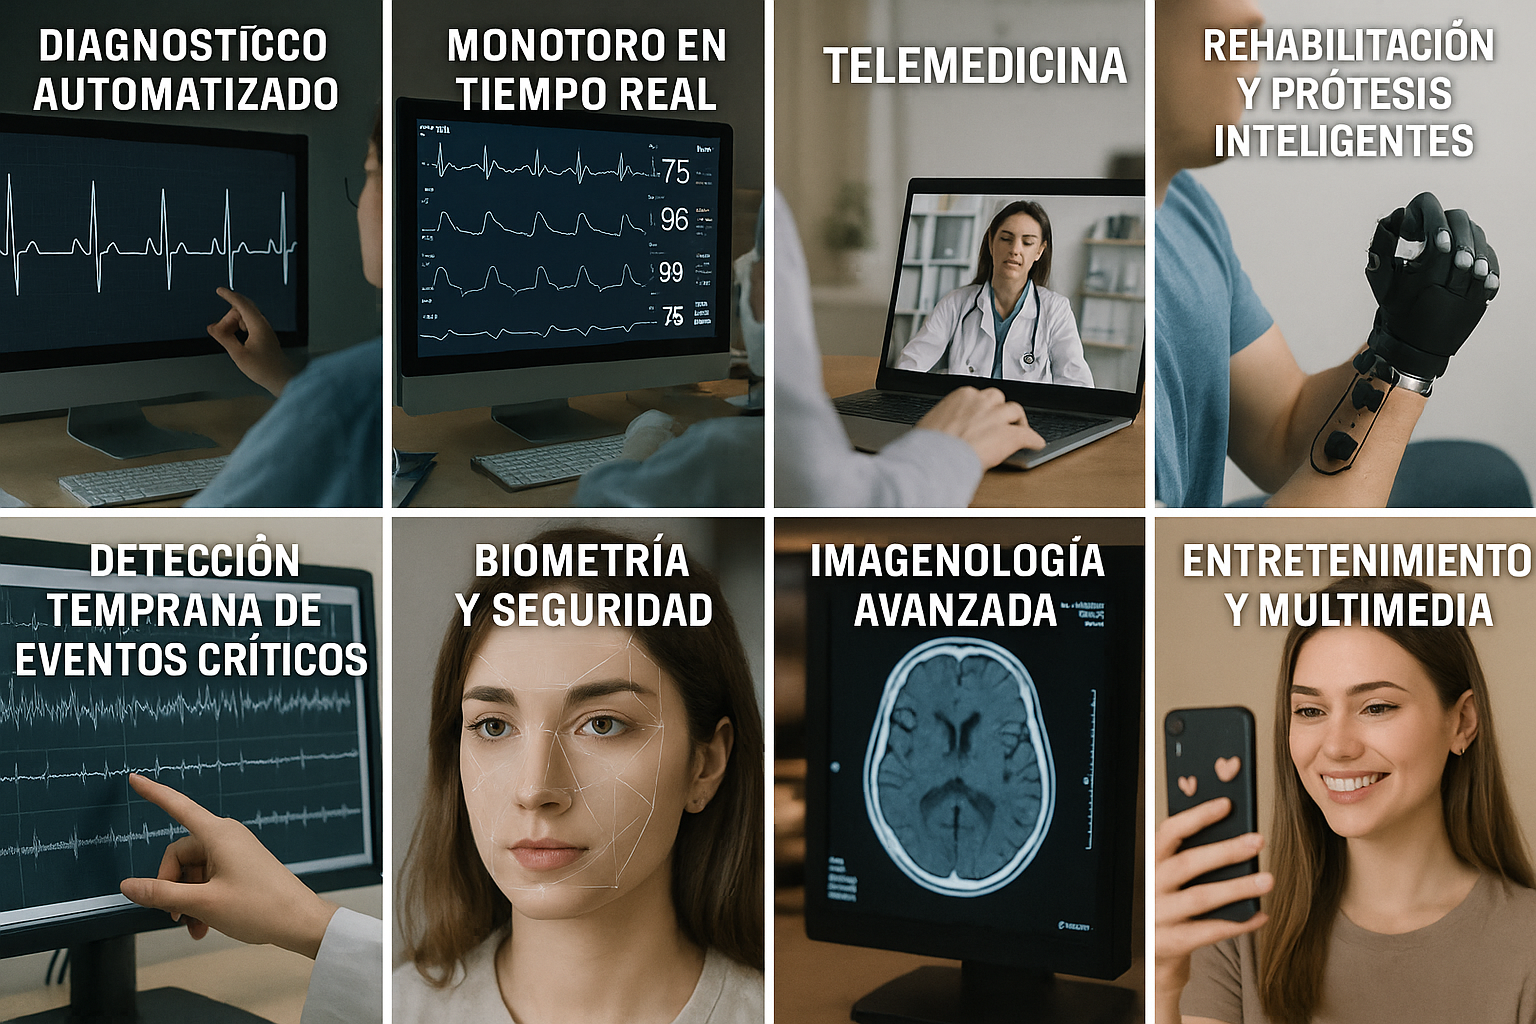 DIAGNOSTÍCCO
AUTOMATIZADO
MONOTORO EN
TIEMPO REAL
75
96
99
75
TELEMEDICINA
REHABILITACIÓN
Y PRÓTESIS
INTELIGENTES
DETECCIÓN
TEMPRANA DE
EVENTOS CRÍTICOS
BIOMETRÍA
Y SEGURIDAD
IMAGENOLOGÍA
AVANZADA
ENTRETENIMIENTO
Y MULTIMEDIA